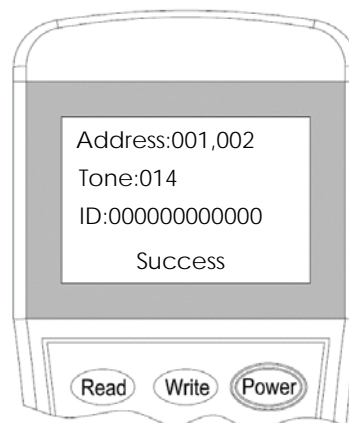 Address:001,002
Tone:014
ID:000000000000
Success
Read Write Power